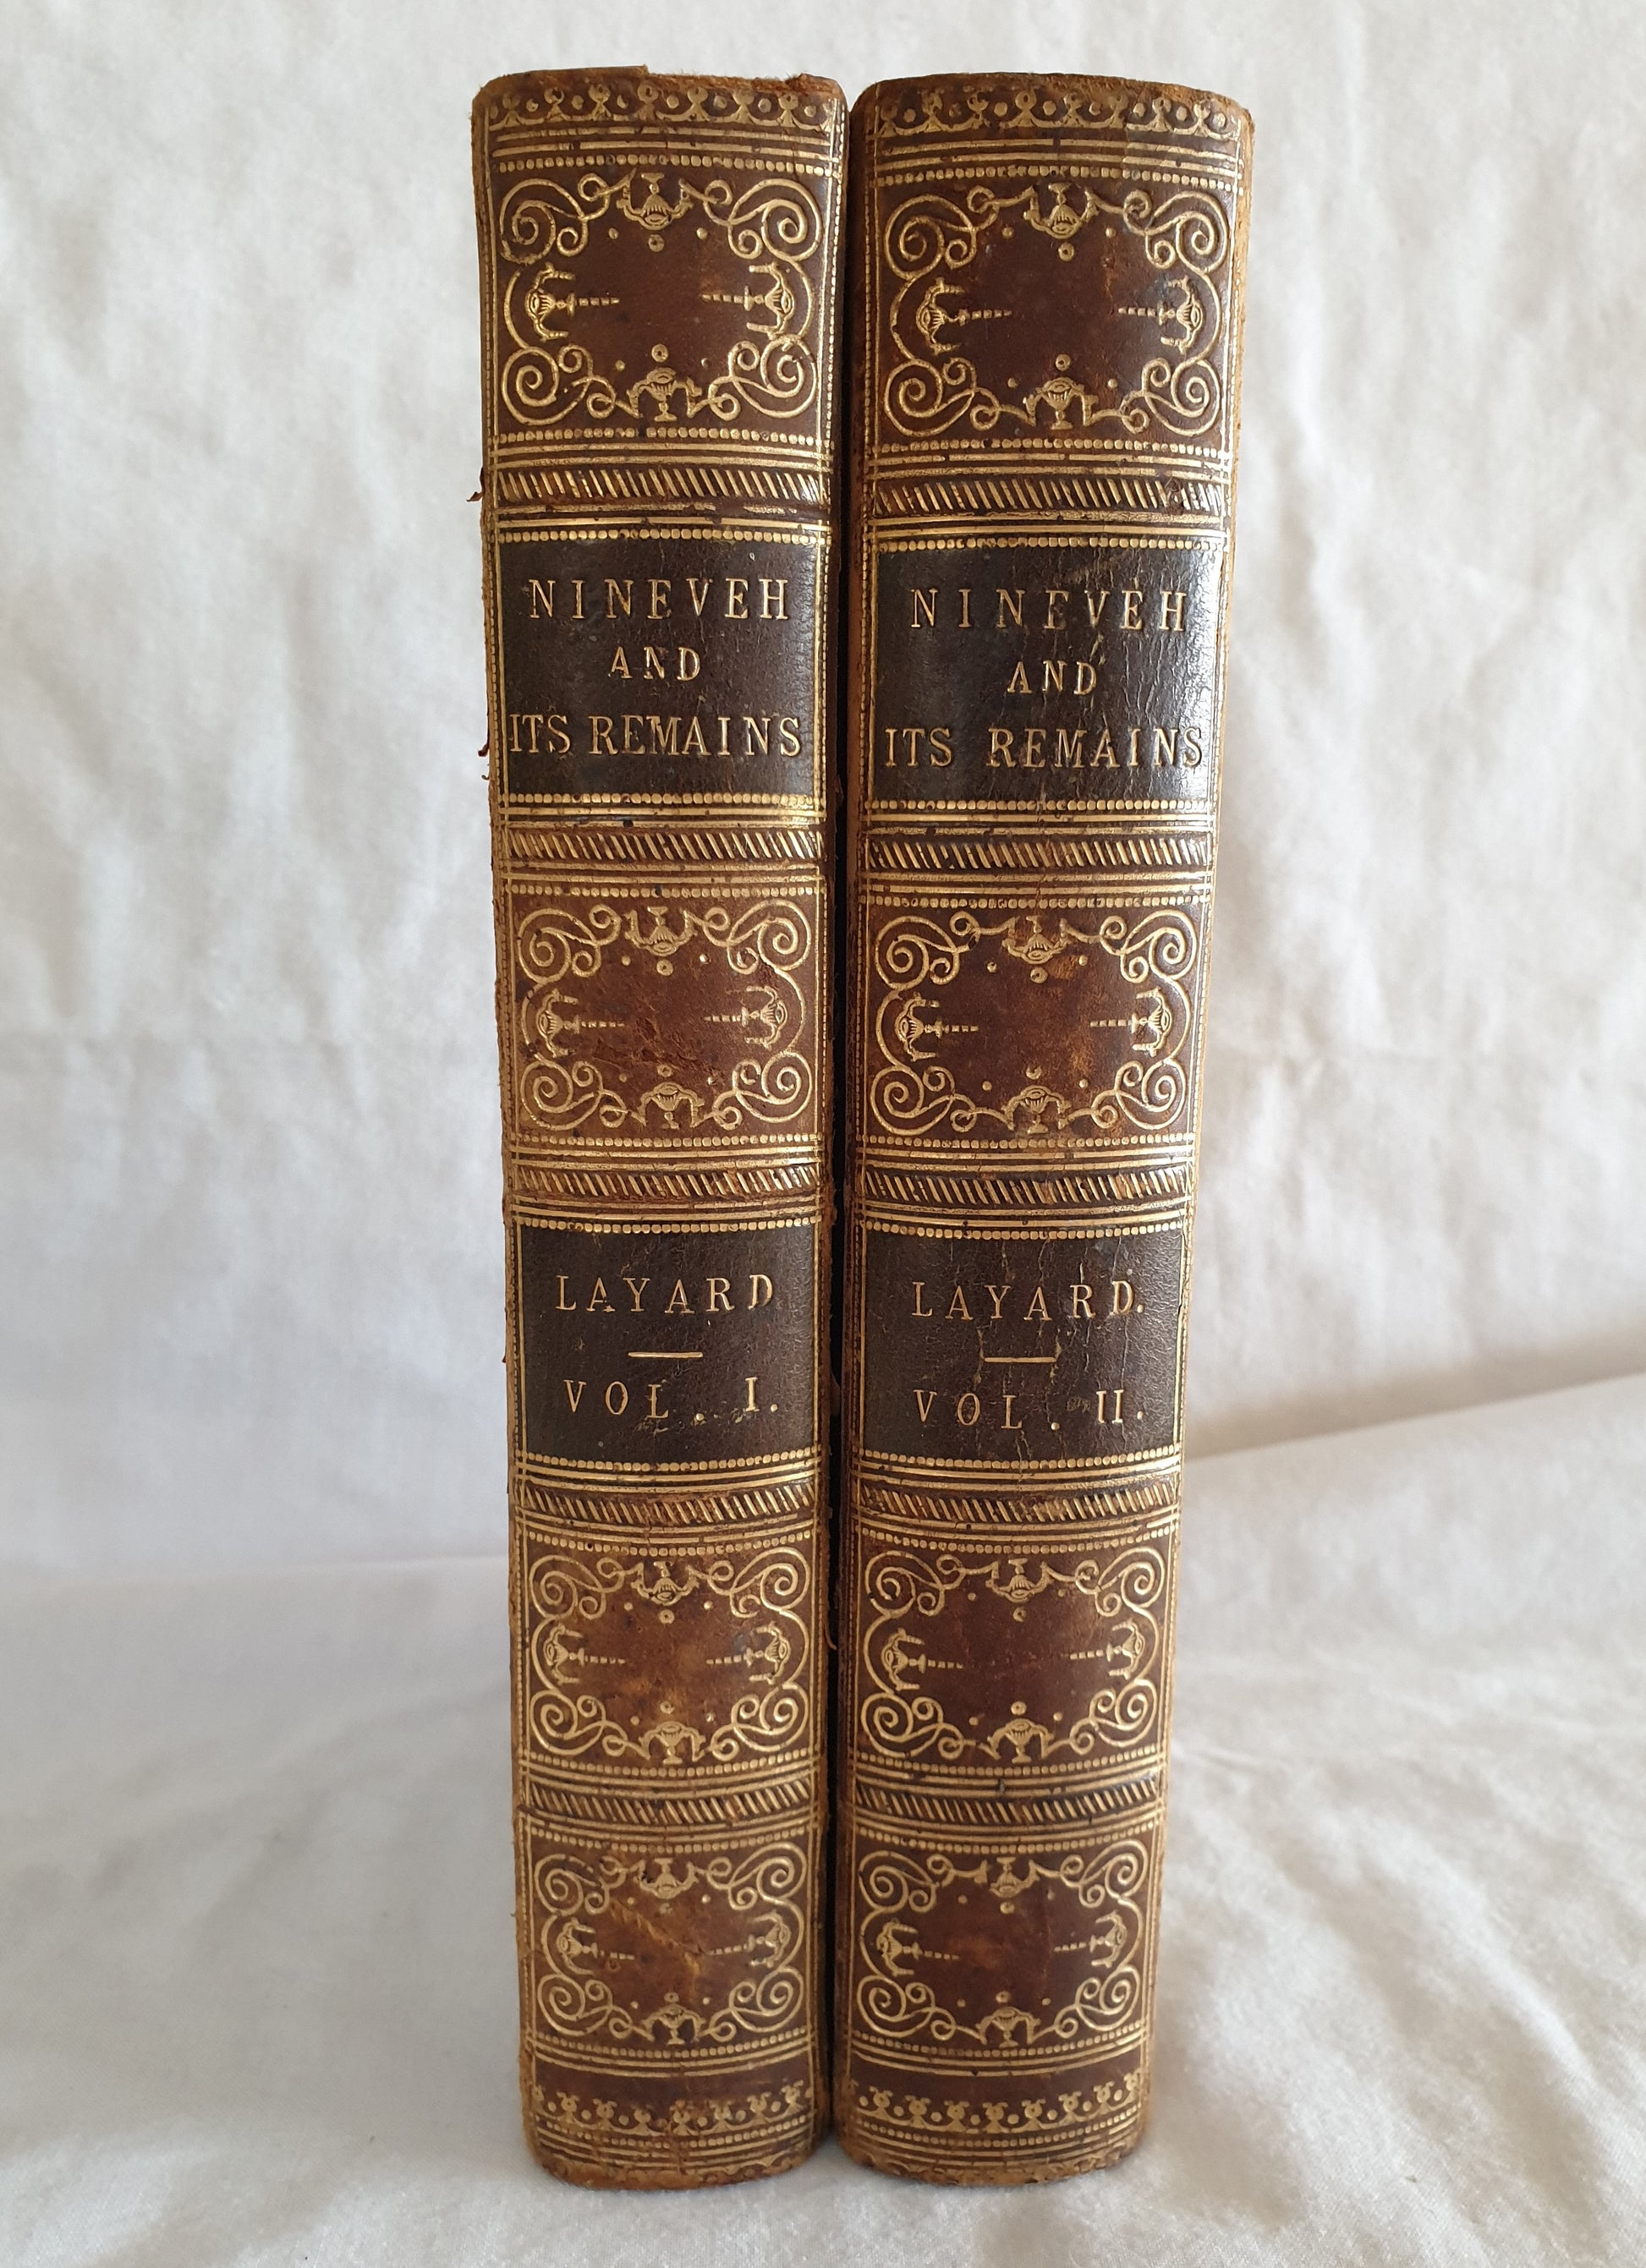 NINEVEH
AND
ITS REMAINS
LAYARD
VOL. I.
NINEVEH
AND
ITS REMAINS
LAYARD.
VOL. II.